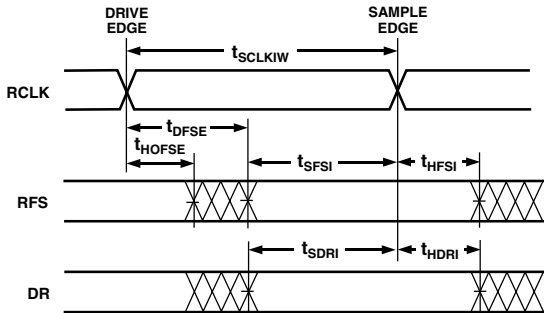 DRIVE EDGE
SAMPLE EDGE
tSCLKIW
RCLK
tDFSE
tHOFSE
tSFSI
tHFSI
RFS
tSDRI
tHDRI
DR